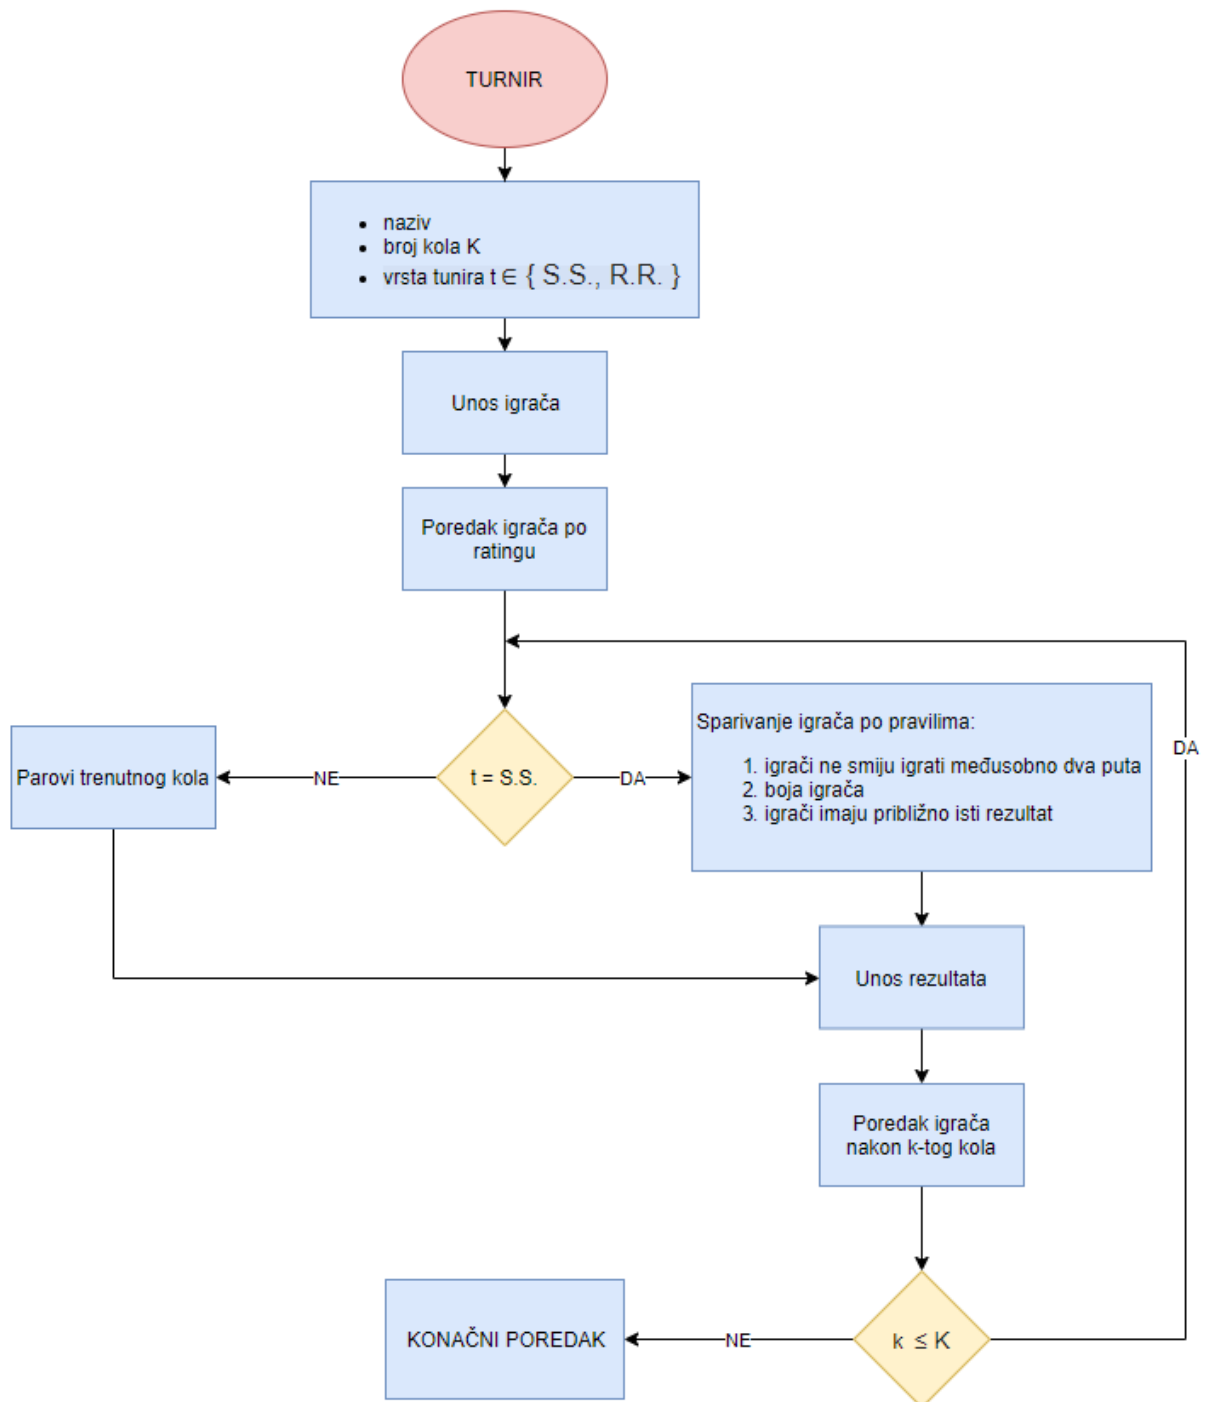 TURNIR
• naziv
• broj kola K
• vrsta tunira t ∈ { S.S., R.R. }
Unos igrača
Poredak igrača po
ratingu
t = S.S.
NE
DA
Parovi trenutnog kola
Sparivanje igrača po pravilima:
1. igrači ne smiju igrati međusobno dva puta
2. boja igrača
3. igrači imaju približno isti rezultat
DA
Unos rezultata
Poredak igrača
nakon k-tog kola
k ≤ K
NE
KONAČNI POREDAK